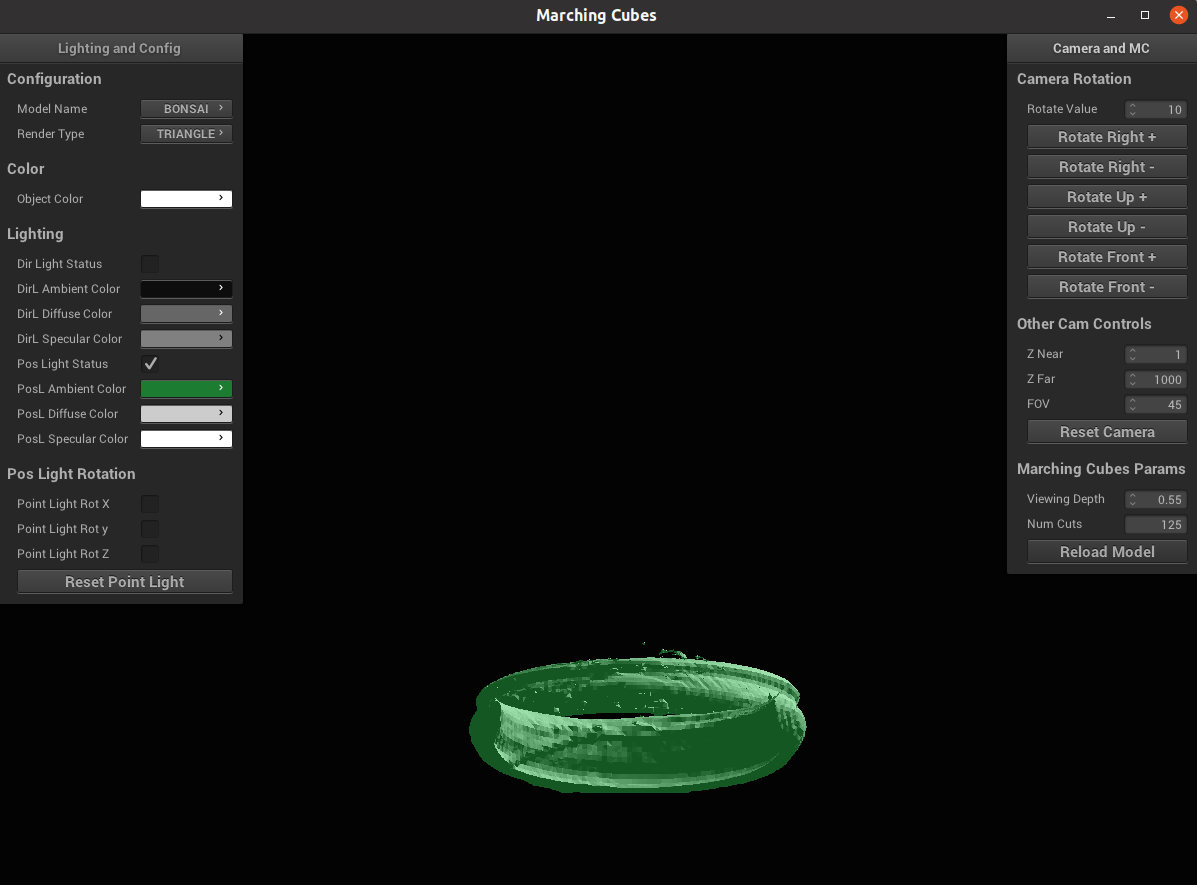 Marching Cubes
Lighting and Config
Configuration
Model Name BONSAI
Render Type TRIANGLE
Color
Object Color
Lighting
Dir Light Status
DirL Ambient Color
DirL Diffuse Color
DirL Specular Color
Pos Light Status
PosL Ambient Color
PosL Diffuse Color
PosL Specular Color
Pos Light Rotation
Point Light Rot X
Point Light Rot y
Point Light Rot Z
Reset Point Light
Camera and MC
Camera Rotation
Rotate Value 10
Rotate Right +
Rotate Right -
Rotate Up +
Rotate Up -
Rotate Front +
Rotate Front -
Other Cam Controls
Z Near 1
Z Far 1000
FOV 45
Reset Camera
Marching Cubes Params
Viewing Depth 0.55
Num Cuts 125
Reload Model